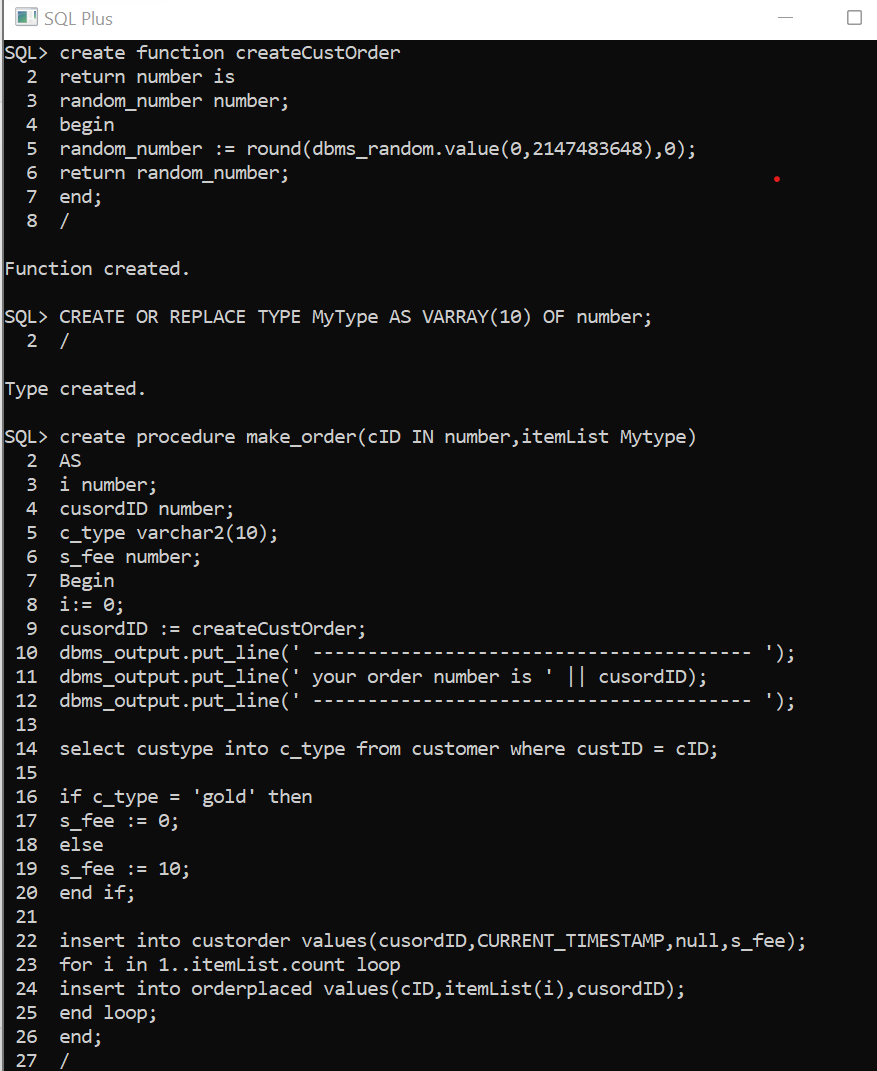 SQL Plus
SQL> create function createCustOrder
  2  return number is
  3  random_number number;
  4  begin
  5  random_number := round(dbms_random.value(0,2147483648),0);
  6  return random_number;
  7  end;
  8  /
Function created.
SQL> CREATE OR REPLACE TYPE MyType AS VARRAY(10) OF number;
  2  /
Type created.
SQL> create procedure make_order(cID IN number,itemList Mytype)
  2  AS
  3  i number;
  4  cusordID number;
  5  c_type varchar2(10);
  6  s_fee number;
  7  Begin
  8  i:= 0;
  9  cusordID := createCustOrder;
 10  dbms_output.put_line(' ---------------------------------------- ');
 11  dbms_output.put_line(' your order number is ' || cusordID);
 12  dbms_output.put_line(' ---------------------------------------- ');
 13
 14  select custype into c_type from customer where custID = cID;
 15
 16  if c_type = 'gold' then
 17  s_fee := 0;
 18  else
 19  s_fee := 10;
 20  end if;
 21
 22  insert into custorder values(cusordID,CURRENT_TIMESTAMP,null,s_fee);
 23  for i in 1..itemList.count loop
 24  insert into orderplaced values(cID,itemList(i),cusordID);
 25  end loop;
 26  end;
 27  /